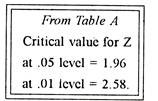 From Table A
Critical value for Z
at .05 level = 1.96
at .01 level = 2.58.